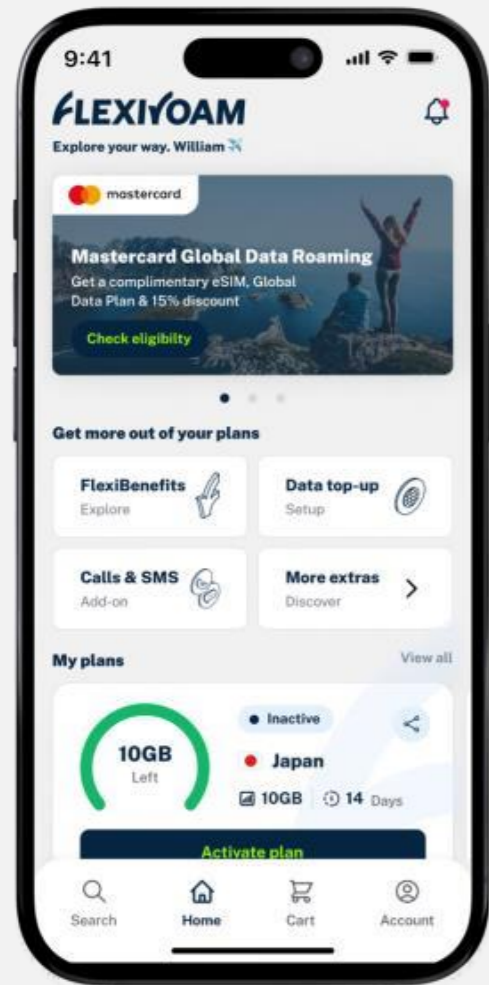 9:41
FLEXIROAM
Explore your way. William
mastercard
Mastercard Global Data Roaming
Get a complimentary eSIM, Global
Data Plan & 15% discount
Check eligibilty
Get more out of your plans
FlexiBenefits
Explore
Data top-up
Setup
Calls & SMS
Add-on
More extras
Discover
My plans
View all
10GB
Left
Inactive
Japan
10GB
14 Days
Activate plan
Search
Home
Cart
Account